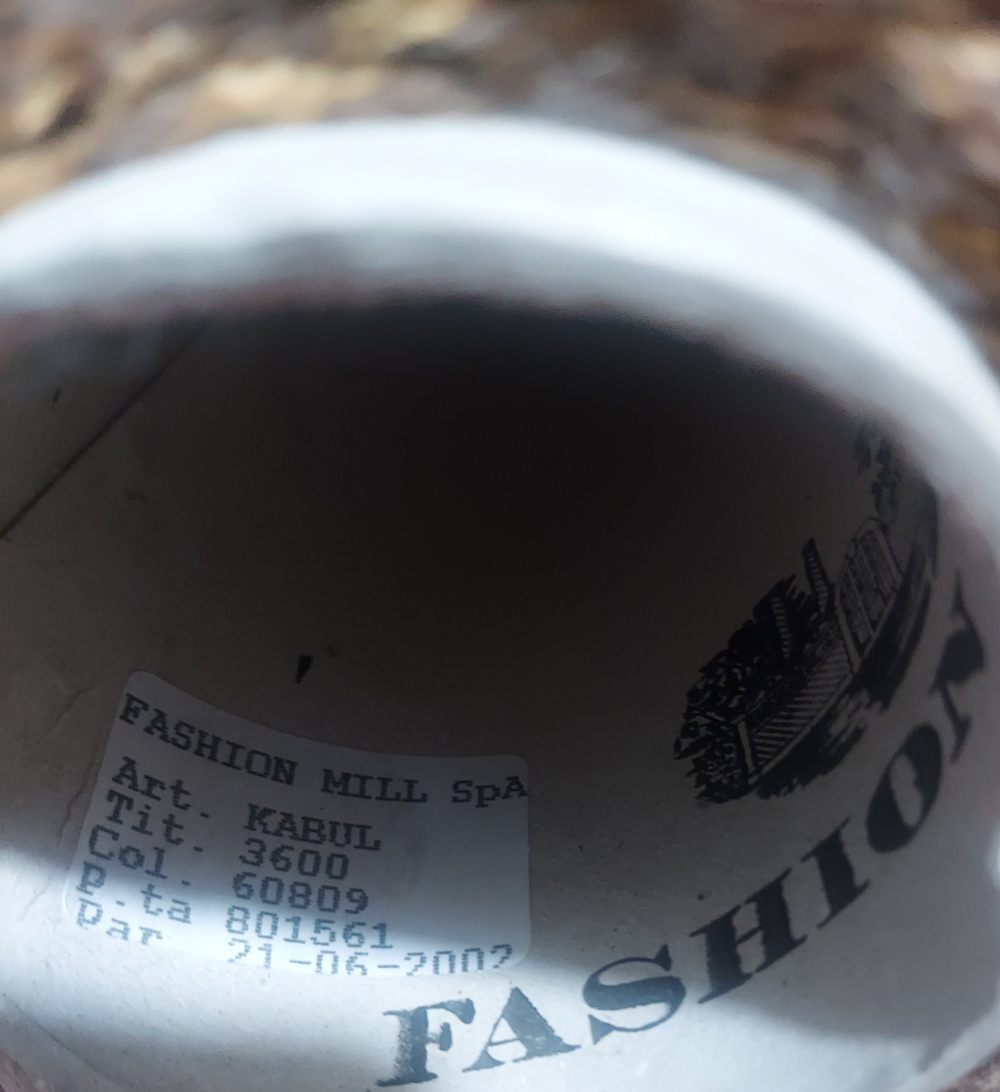 FASHION MILL SpA
Art. KABUL
Tit. 3600
Col. 60809
P.ta 801561
par 21-06-2002
FASHION